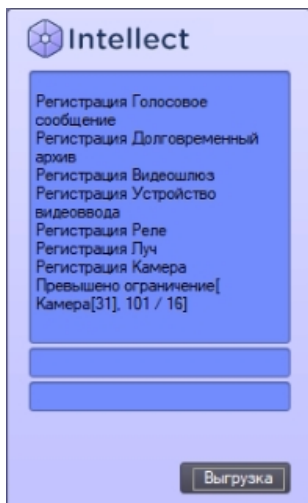 Intellect
Регистрация Голосовое
сообщение
Регистрация Долговременный
архив
Регистрация Видеошлюз
Регистрация Устройство
видеоввода
Регистрация Реле
Регистрация Луч
Регистрация Камера
Превышено ограничение[
Камера[31], 101 / 16]
Выгрузка